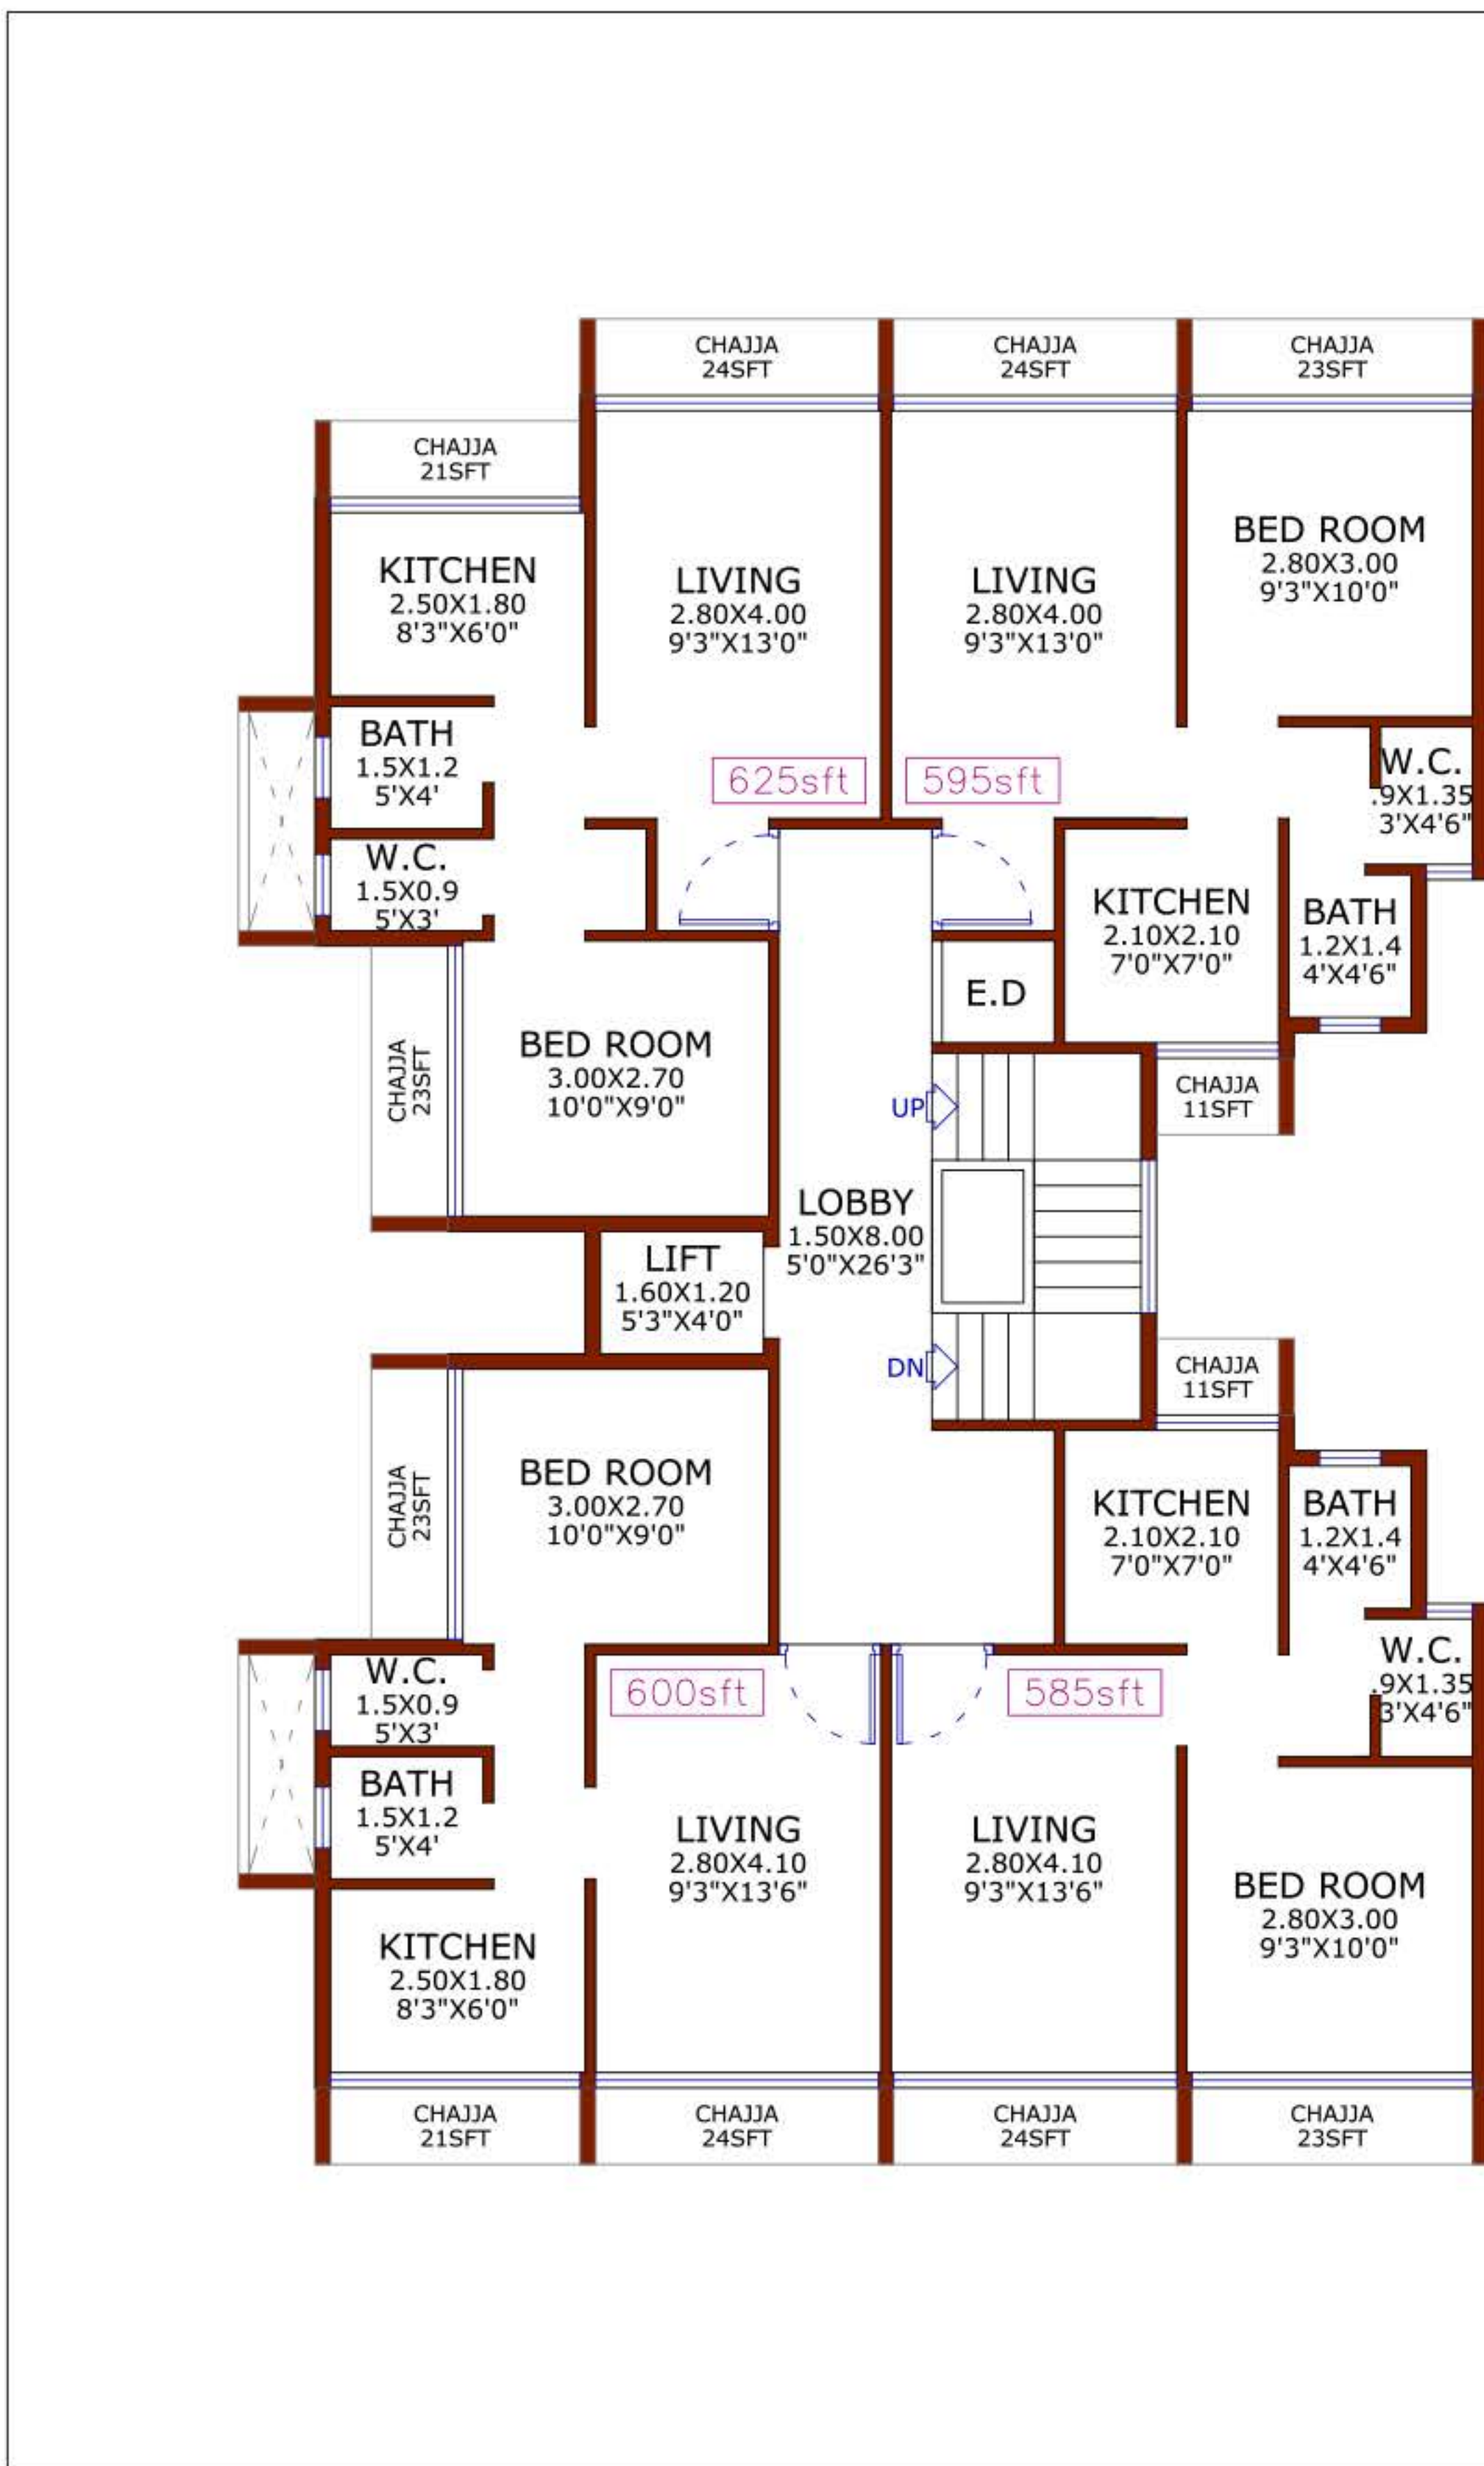 CHAJJA
24SFT
CHAJJA
24SFT
CHAJJA
23SFT
CHAJJA
21SFT
BED ROOM
2.80X3.00
9'3"X10'0"
KITCHEN
2.50X1.80
8'3"X6'0"
LIVING
2.80X4.00
9'3"X13'0"
LIVING
2.80X4.00
9'3"X13'0"
BATH
1.5X1.2
5'X4'
625sft
595sft
W.C.
.9X1.35
3'X4'6"
W.C.
1.5X0.9
5'X3'
KITCHEN
2.10X2.10
7'0"X7'0"
BATH
1.2X1.4
4'X4'6"
E.D
CHAJJA
23SFT
BED ROOM
3.00X2.70
10'0"X9'0"
UP
CHAJJA
11SFT
LOBBY
1.50X8.00
5'0"X26'3"
LIFT
1.60X1.20
5'3"X4'0"
DN
CHAJJA
11SFT
CHAJJA
23SFT
BED ROOM
3.00X2.70
10'0"X9'0"
KITCHEN
2.10X2.10
7'0"X7'0"
BATH
1.2X1.4
4'X4'6"
W.C.
1.5X0.9
5'X3'
600sft
585sft
W.C.
.9X1.35
3'X4'6"
BATH
1.5X1.2
5'X4'
LIVING
2.80X4.10
9'3"X13'6"
LIVING
2.80X4.10
9'3"X13'6"
BED ROOM
2.80X3.00
9'3"X10'0"
KITCHEN
2.50X1.80
8'3"X6'0"
CHAJJA
21SFT
CHAJJA
24SFT
CHAJJA
24SFT
CHAJJA
23SFT